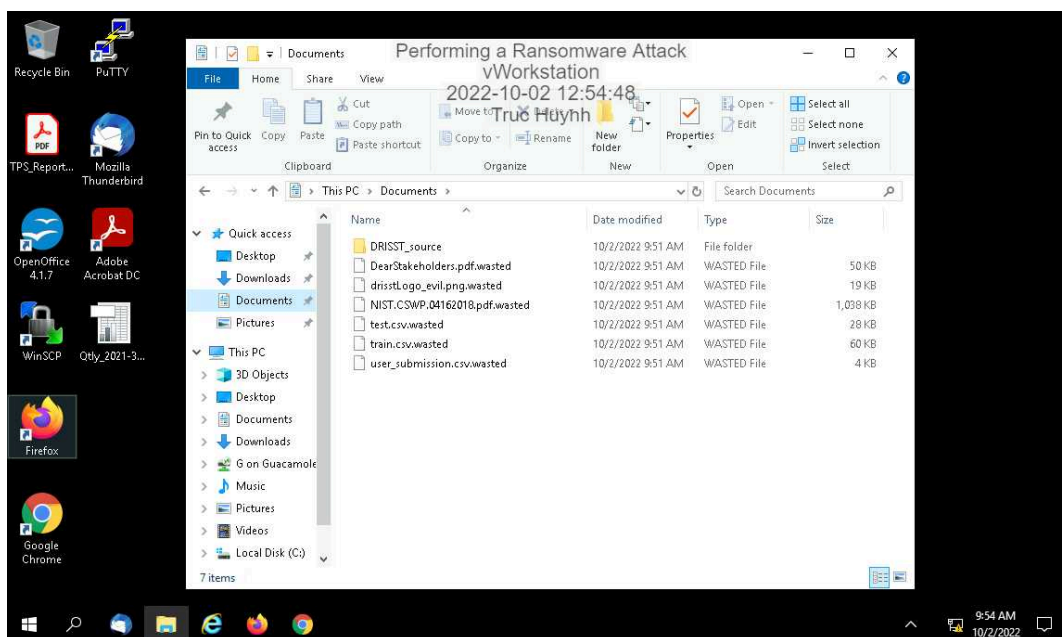 Performing a Ransomware Attack
vWorkstation
2022-10-02 12:54:48
Truc Huynh
Recycle Bin
PuTTY
TPS_Report...
Mozilla Thunderbird
OpenOffice 4.1.7
Adobe Acrobat DC
WinSCP
Qtly_2021-3...
Firefox
Google Chrome
PDF
Documents
File Home Share View
Pin to Quick access
Copy
Paste
Cut
Copy path
Paste shortcut
Clipboard
Move to
Copy to
Rename
Organize
New folder
New
Properties
Open
Edit
Open
Select all
Select none
Invert selection
Select
This PC > Documents >
Search Documents
Quick access
Desktop
Downloads
Documents
Pictures
This PC
3D Objects
Desktop
Documents
Downloads
G on Guacamole
Music
Pictures
Videos
Local Disk (C:)
Name Date modified Type Size
DRISST_source 10/2/2022 9:51 AM File folder
DearStakeholders.pdf.wasted 10/2/2022 9:51 AM WASTED File 50 KB
drisstLogo_evil.png.wasted 10/2/2022 9:51 AM WASTED File 19 KB
NIST.CSWP.04162018.pdf.wasted 10/2/2022 9:51 AM WASTED File 1,038 KB
test.csv.wasted 10/2/2022 9:51 AM WASTED File 28 KB
train.csv.wasted 10/2/2022 9:51 AM WASTED File 60 KB
user_submission.csv.wasted 10/2/2022 9:51 AM WASTED File 4 KB
7 items
9:54 AM
10/2/2022